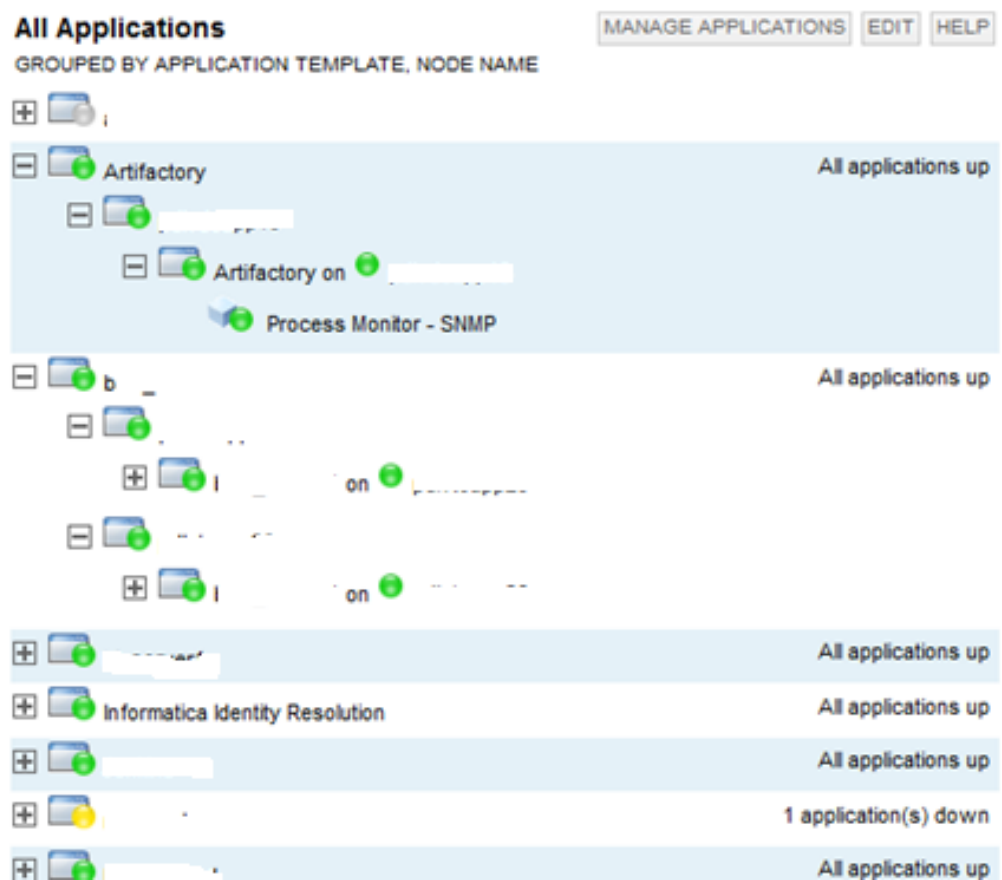 All Applications
MANAGE APPLICATIONS EDIT HELP
GROUPED BY APPLICATION TEMPLATE, NODE NAME
Artifactory All applications up
Artifactory on
Process Monitor - SNMP
b _ All applications up
on
on
All applications up
Informatica Identity Resolution All applications up
All applications up
1 application(s) down
All applications up